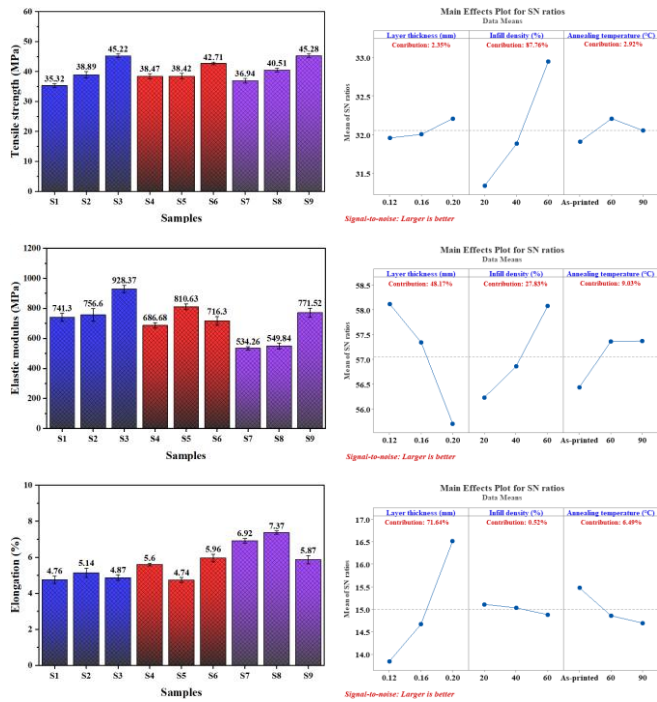 Tensile strength (MPa)
60
50
40
30
20
10
0
35.32 38.89 45.22 38.47 38.42 42.71 36.94 40.51 45.28
S1 S2 S3 S4 S5 S6 S7 S8 S9
Samples
Main Effects Plot for SN ratios
Data Means
Layer thickness (mm) Infill density (%) Annealing temperature (°C)
Contribution: 2.35% Contribution: 87.76% Contribution: 2.92%
Mean of SN ratios
33.0
32.5
32.0
31.5
0.12 0.16 0.20 20 40 60 As-printed 60 90
Signal-to-noise: Larger is better
Elastic modulus (MPa)
1200
1000
800
600
400
200
0
741.3 756.6 928.37 686.68 810.63 716.3 534.26 549.84 771.52
S1 S2 S3 S4 S5 S6 S7 S8 S9
Samples
Main Effects Plot for SN ratios
Data Means
Layer thickness (mm) Infill density (%) Annealing temperature (°C)
Contribution: 48.17% Contribution: 27.83% Contribution: 9.03%
Mean of SN ratios
58.5
58.0
57.5
57.0
56.5
56.0
0.12 0.16 0.20 20 40 60 As-printed 60 90
Signal-to-noise: Larger is better
Elongation (%)
10
8
6
4
2
0
4.76 5.14 4.87 5.6 4.74 5.96 6.92 7.37 5.87
S1 S2 S3 S4 S5 S6 S7 S8 S9
Samples
Main Effects Plot for SN ratios
Data Means
Layer thickness (mm) Infill density (%) Annealing temperature (°C)
Contribution: 71.64% Contribution: 0.52% Contribution: 6.49%
Mean of SN ratios
17.0
16.5
16.0
15.5
15.0
14.5
14.0
0.12 0.16 0.20 20 40 60 As-printed 60 90
Signal-to-noise: Larger is better